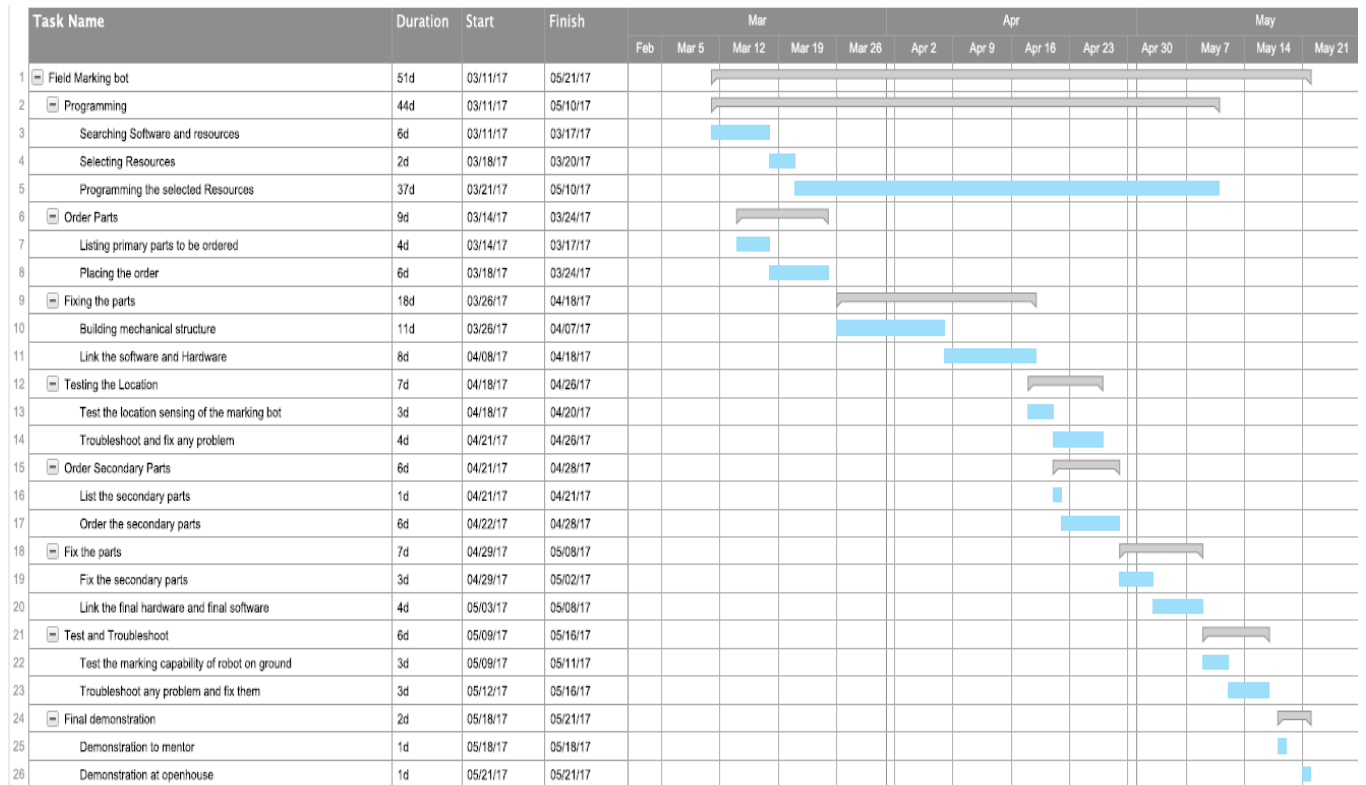 Task Name Duration Start Finish Mar Apr May
Feb Mar 5 Mar 12 Mar 19 Mar 26 Apr 2 Apr 9 Apr 16 Apr 23 Apr 30 May 7 May 14 May 21
1 Field Marking bot 51d 03/11/17 05/21/17
2 Programming 44d 03/11/17 05/10/17
3 Searching Software and resources 6d 03/11/17 03/17/17
4 Selecting Resources 2d 03/18/17 03/20/17
5 Programming the selected Resources 37d 03/21/17 05/10/17
6 Order Parts 9d 03/14/17 03/24/17
7 Listing primary parts to be ordered 4d 03/14/17 03/17/17
8 Placing the order 6d 03/18/17 03/24/17
9 Fixing the parts 18d 03/26/17 04/18/17
10 Building mechanical structure 11d 03/26/17 04/07/17
11 Link the software and Hardware 8d 04/08/17 04/18/17
12 Testing the Location 7d 04/18/17 04/26/17
13 Test the location sensing of the marking bot 3d 04/18/17 04/20/17
14 Troubleshoot and fix any problem 4d 04/21/17 04/26/17
15 Order Secondary Parts 6d 04/21/17 04/28/17
16 List the secondary parts 1d 04/21/17 04/21/17
17 Order the secondary parts 6d 04/22/17 04/28/17
18 Fix the parts 7d 04/29/17 05/08/17
19 Fix the secondary parts 3d 04/29/17 05/02/17
20 Link the final hardware and final software 4d 05/03/17 05/08/17
21 Test and Troubleshoot 6d 05/09/17 05/16/17
22 Test the marking capability of robot on ground 3d 05/09/17 05/11/17
23 Troubleshoot any problem and fix them 3d 05/12/17 05/16/17
24 Final demonstration 2d 05/18/17 05/21/17
25 Demonstration to mentor 1d 05/18/17 05/18/17
26 Demonstration at openhouse 1d 05/21/17 05/21/17